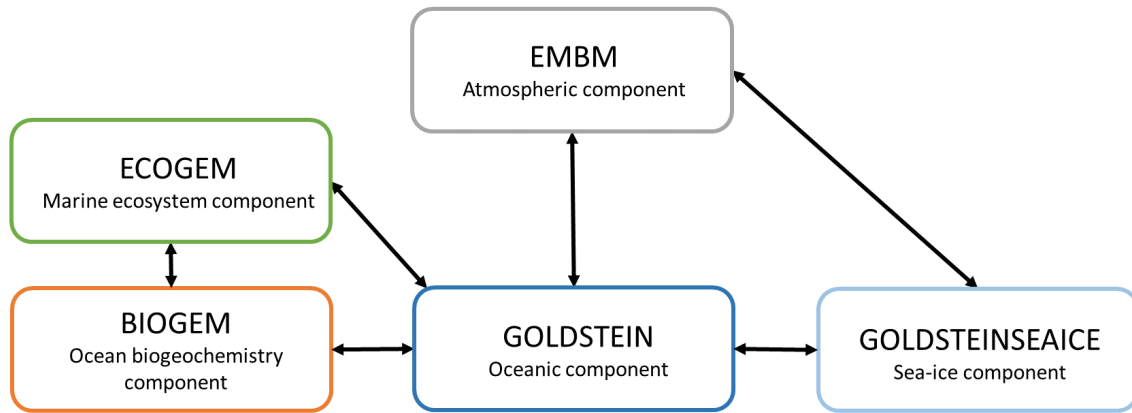 EMBM
Atmospheric component
ECOGEM
Marine ecosystem component
BIOGEM
Ocean biogeochemistry
component
GOLDSTEIN
Oceanic component
GOLDSTEINSEAICE
Sea-ice component